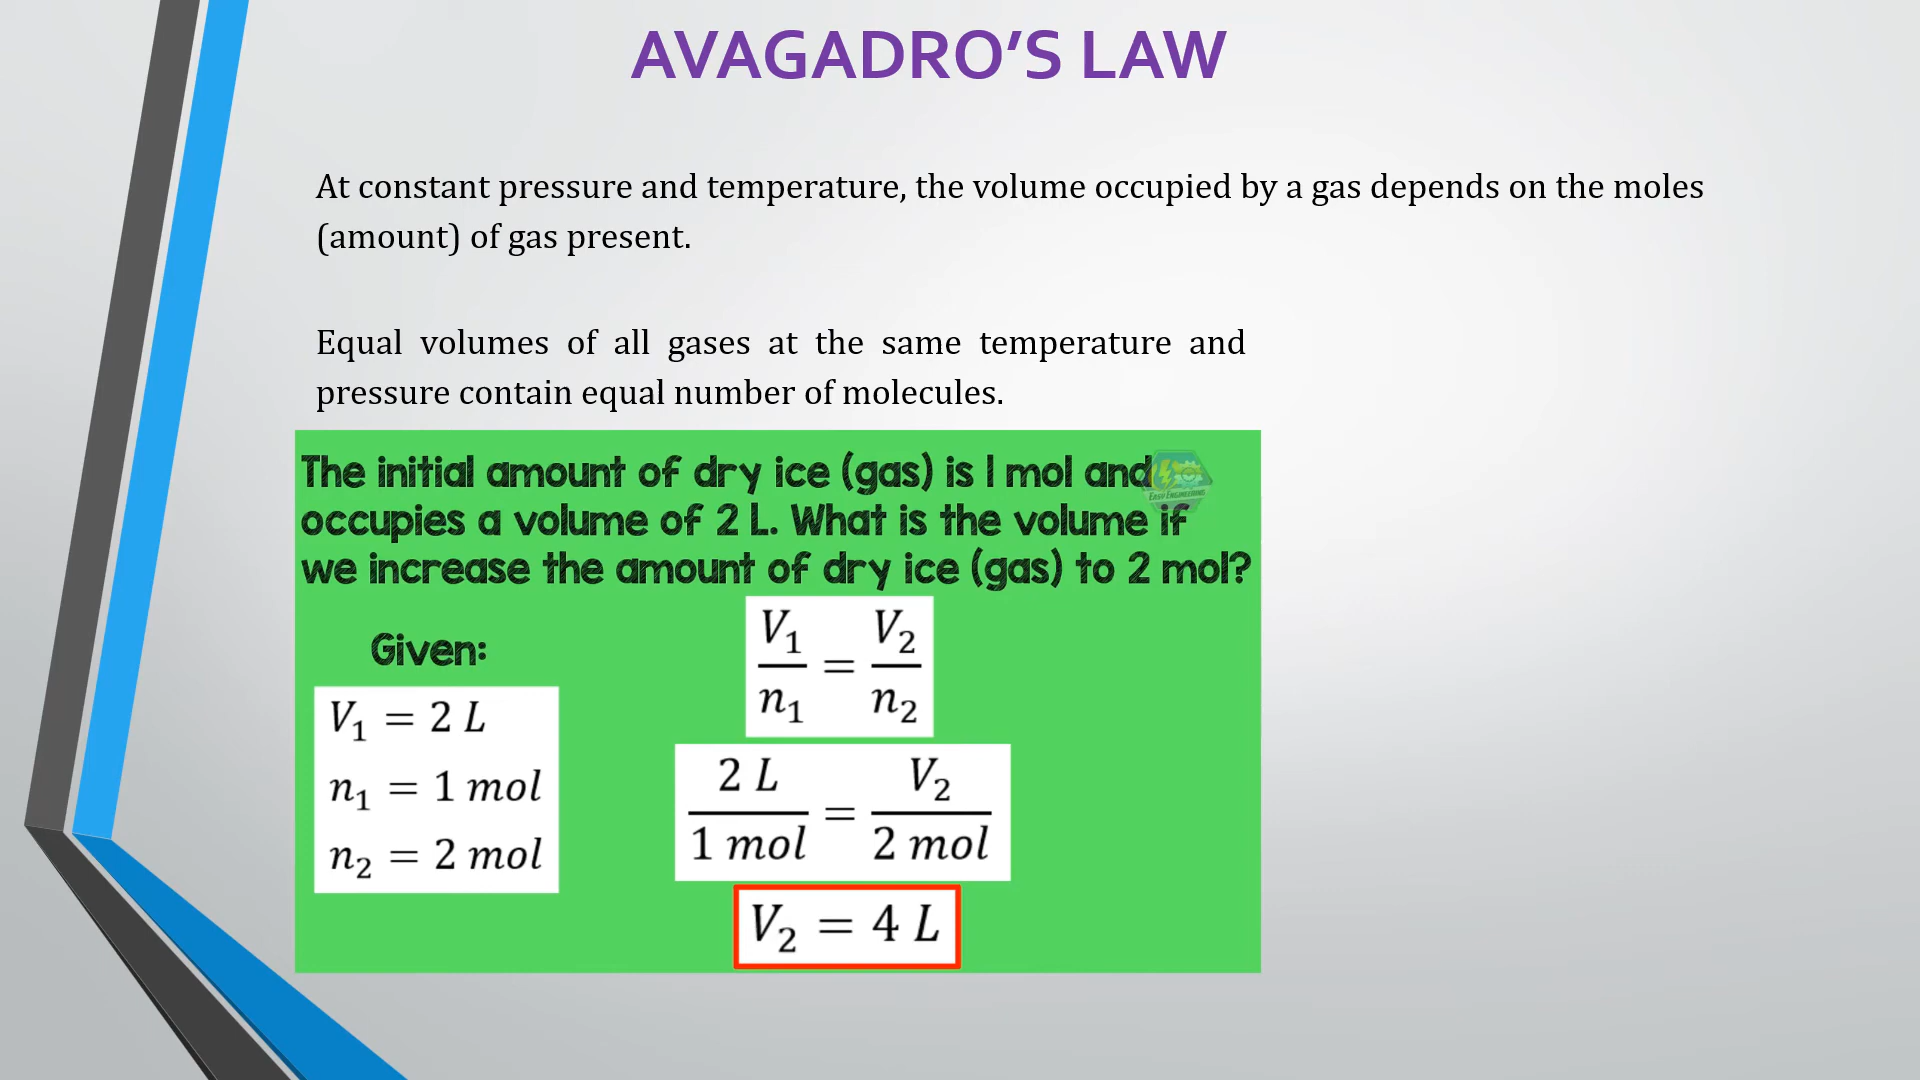 AVAGADRO’S LAW
At constant pressure and temperature, the volume occupied by a gas depends on the moles
(amount) of gas present.
Equal volumes of all gases at the same temperature and
pressure contain equal number of molecules.
The initial amount of dry ice (gas) is 1 mol and
EASY ENGINEERING
occupies a volume of 2 L. What is the volume if
we increase the amount of dry ice (gas) to 2 mol?
Given:
V₁ = 2 L
n₁ = 1 mol
n₂ = 2 mol
V₁/n₁ = V₂/n₂
2 L/1 mol = V₂/2 mol
V₂ = 4 L